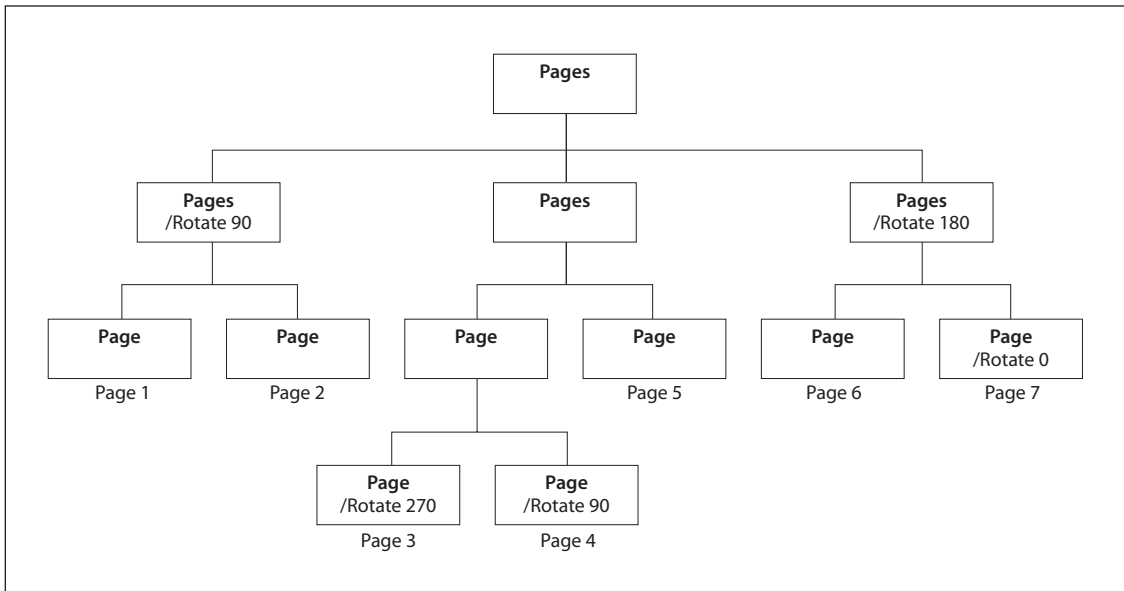 Pages
Pages
/Rotate 90
Pages
Pages
/Rotate 180
Page
Page 1
Page
Page 2
Page
Page
Page 5
Page
Page 6
Page
/Rotate 0
Page 7
Page
/Rotate 270
Page 3
Page
/Rotate 90
Page 4